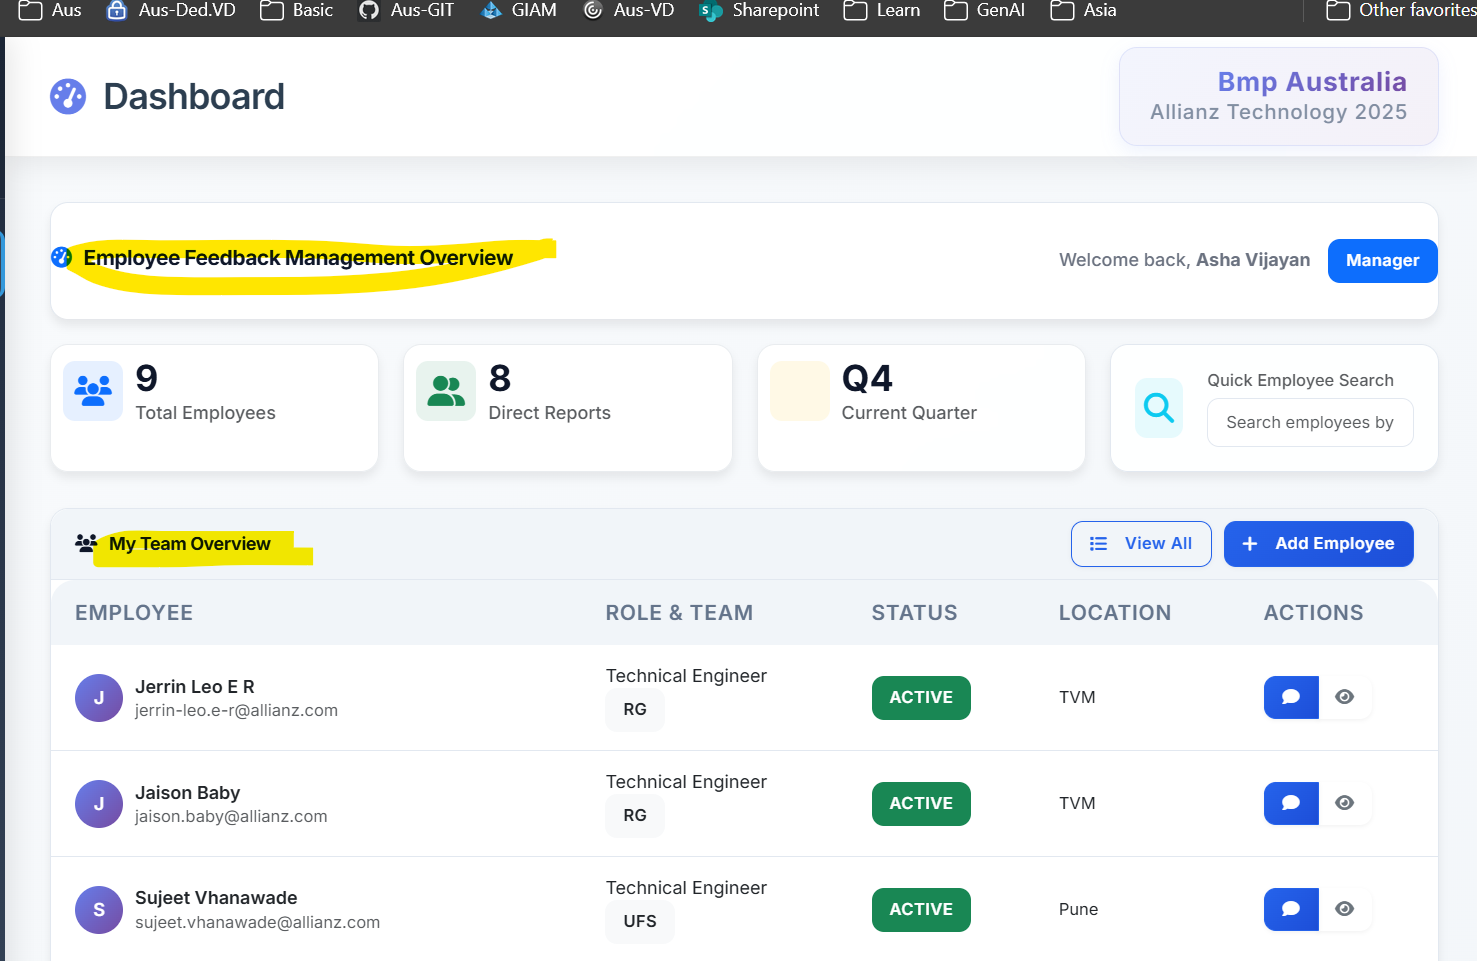 Aus Aus-Ded.VD Basic Aus-GIT GIAM Aus-VD Sharepoint Learn GenAI Asia Other favorites
Dashboard
Bmp Australia
Allianz Technology 2025
Employee Feedback Management Overview
Welcome back, Asha Vijayan Manager
9
Total Employees
8
Direct Reports
Q4
Current Quarter
Quick Employee Search
Search employees by
My Team Overview
View All
Add Employee
EMPLOYEE ROLE & TEAM STATUS LOCATION ACTIONS
J
Jerrin Leo E R
jerrin-leo.e-r@allianz.com
Technical Engineer
RG
ACTIVE
TVM
J
Jaison Baby
jaison.baby@allianz.com
Technical Engineer
RG
ACTIVE
TVM
S
Sujeet Vhanawade
sujeet.vhanawade@allianz.com
Technical Engineer
UFS
ACTIVE
Pune